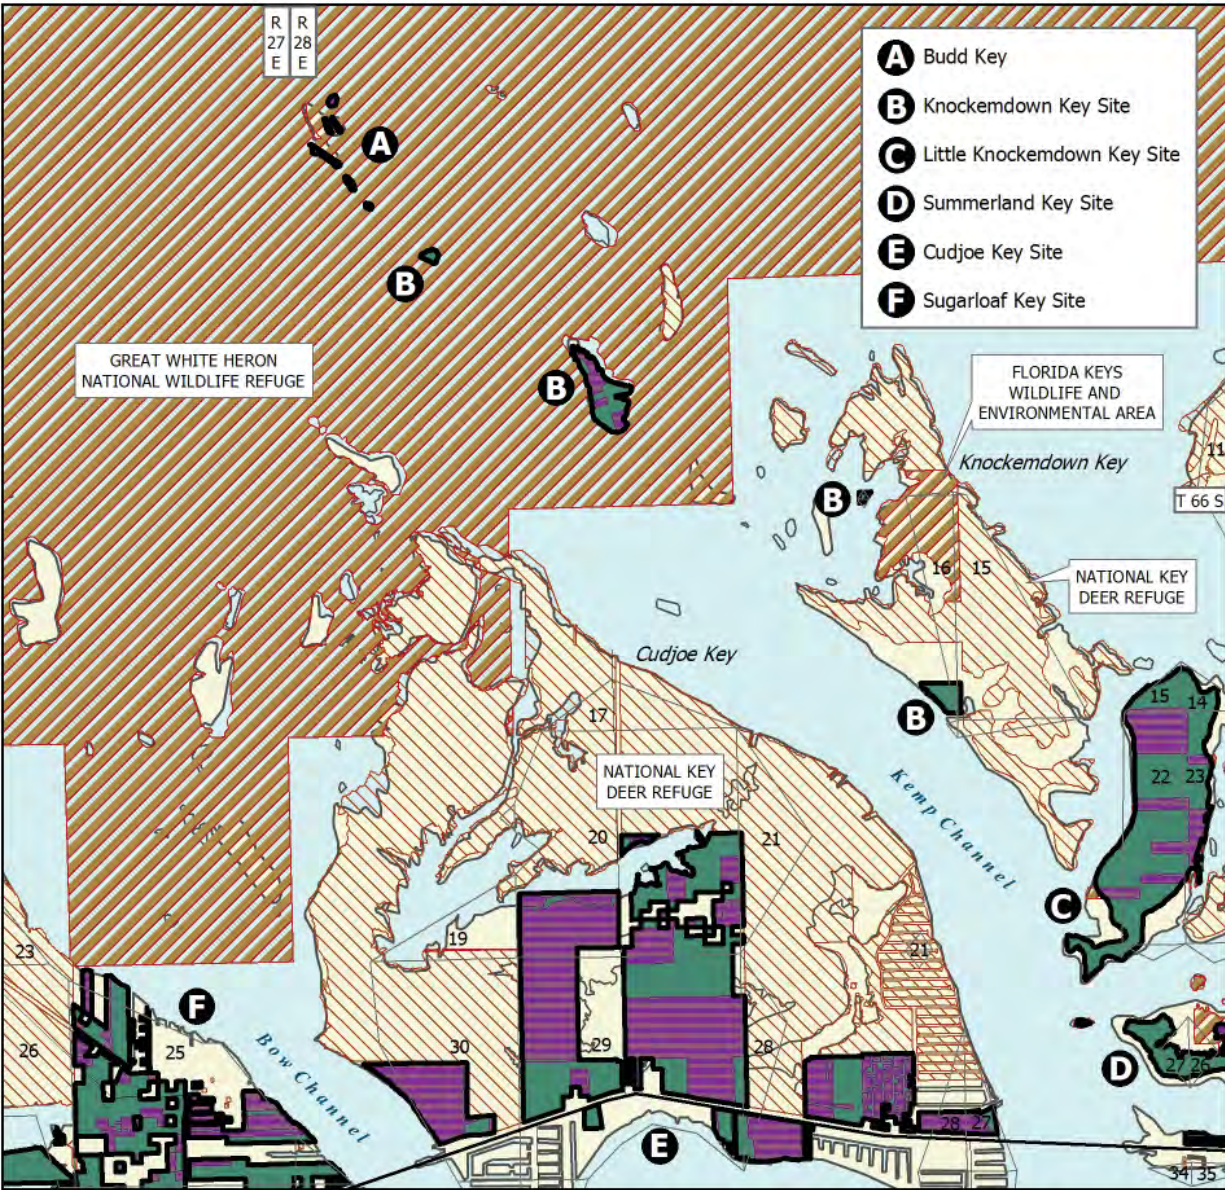 R R
27 28
E E
A Budd Key
B Knockemdown Key Site
C Little Knockemdown Key Site
D Summerland Key Site
E Cudjoe Key Site
F Sugarloaf Key Site
A
B
GREAT WHITE HERON
NATIONAL WILDLIFE REFUGE
B
FLORIDA KEYS
WILDLIFE AND
ENVIRONMENTAL AREA
Knockemdown Key
11
T 66 S
B
16 15
NATIONAL KEY
DEER REFUGE
Cudjoe Key
B
15 14
17
NATIONAL KEY
DEER REFUGE
22 23
Kemp Channel
20 21
C
19
23
21
F
Bow Channel
26 25
30 29 28
D
27 26
28 27
E
34 35